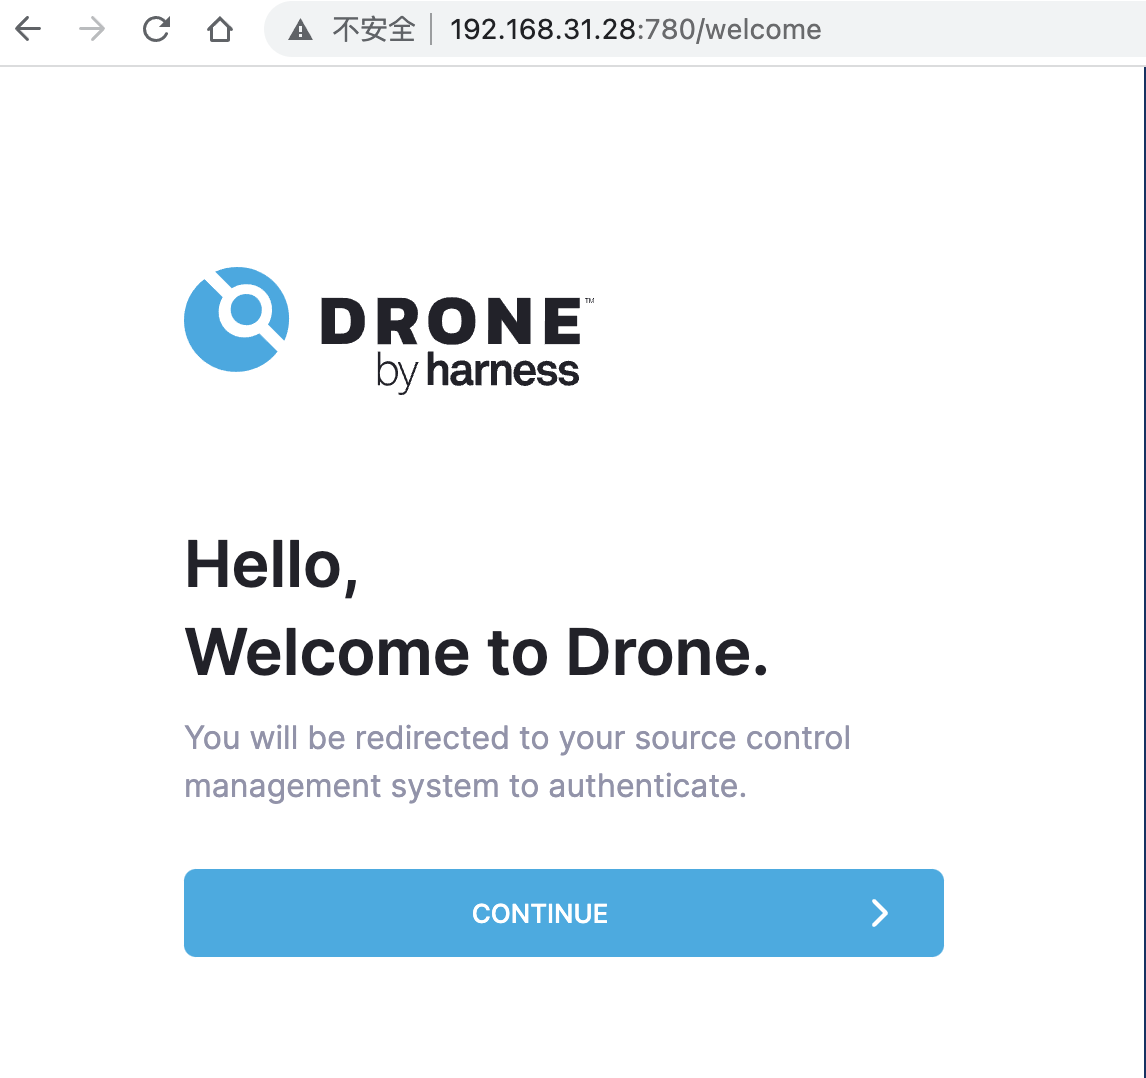 不安全 192.168.31.28:780/welcome
DRONE™
by harness
Hello,
Welcome to Drone.
You will be redirected to your source control
management system to authenticate.
CONTINUE